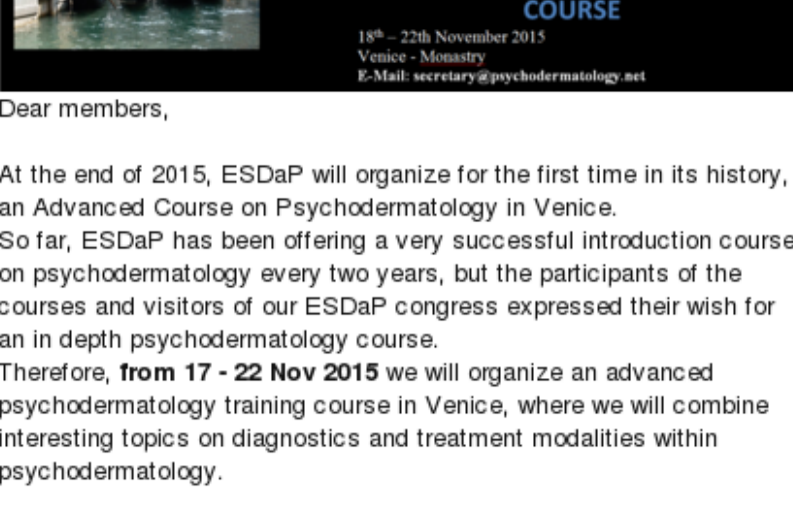 COURSE
18th – 22th November 2015
Venice - Monastry
E-Mail: secretary@psychodermatology.net
Dear members,
At the end of 2015, ESDaP will organize for the first time in its history,
an Advanced Course on Psychodermatology in Venice.
So far, ESDaP has been offering a very successful introduction course
on psychodermatology every two years, but the participants of the
courses and visitors of our ESDaP congress expressed their wish for
an in depth psychodermatology course.
Therefore, from 17 - 22 Nov 2015 we will organize an advanced
psychodermatology training course in Venice, where we will combine
interesting topics on diagnostics and treatment modalities within
psychodermatology.